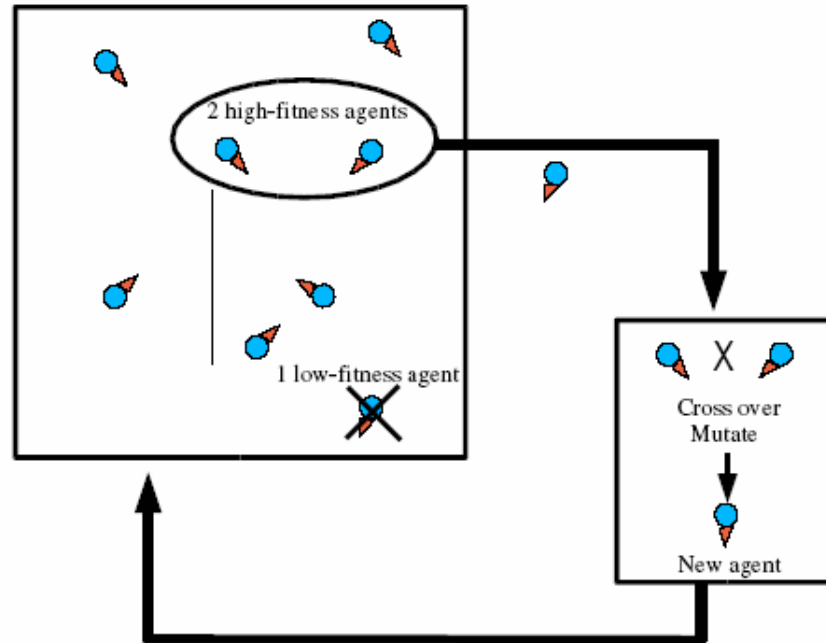 2 high-fitness agents
1 low-fitness agent
X
Cross over
Mutate
New agent